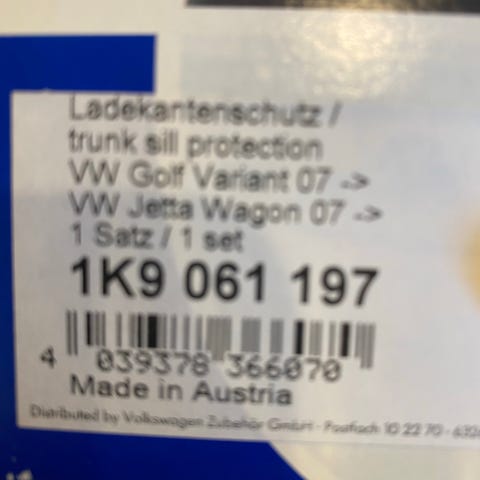 Ladekantenschutz /
trunk sill protection
VW Golf Variant 07 ->
VW Jetta Wagon 07 ->
1 Satz / 1 set
1K9 061 197
4 039378 366070
Made in Austria
Distributed by Volkswagen Zubehör GmbH · Postfach 10 22 70 ·